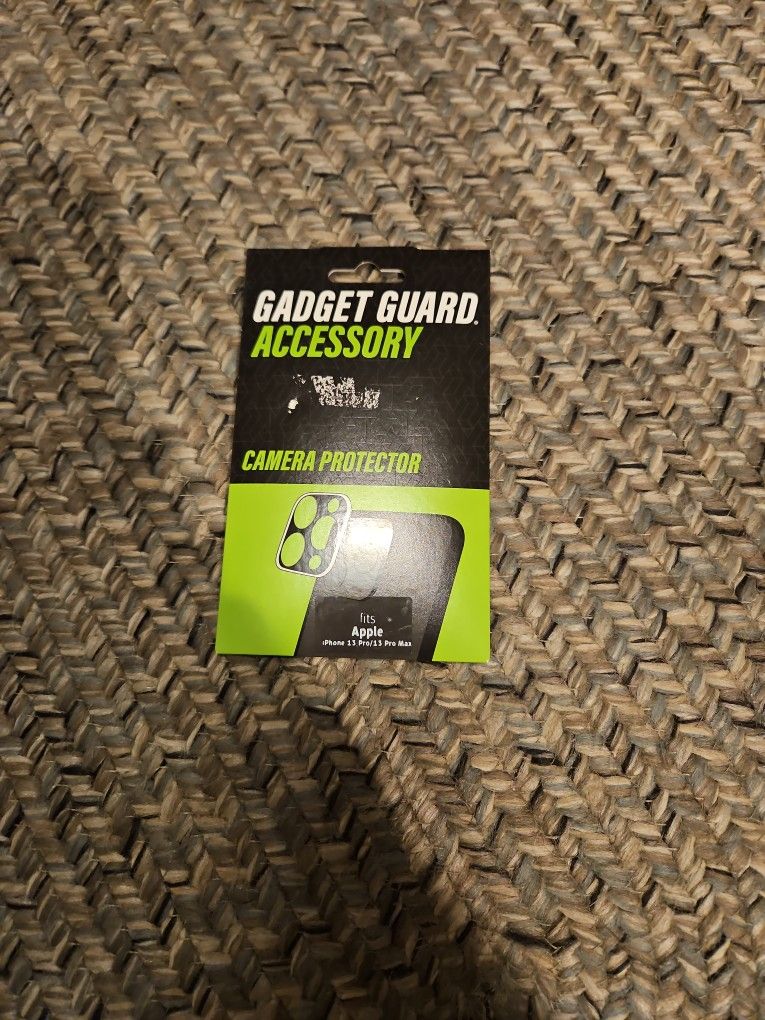 GADGET GUARD®
ACCESSORY
CAMERA PROTECTOR
fits
Apple
iPhone 13 Pro/13 Pro Max